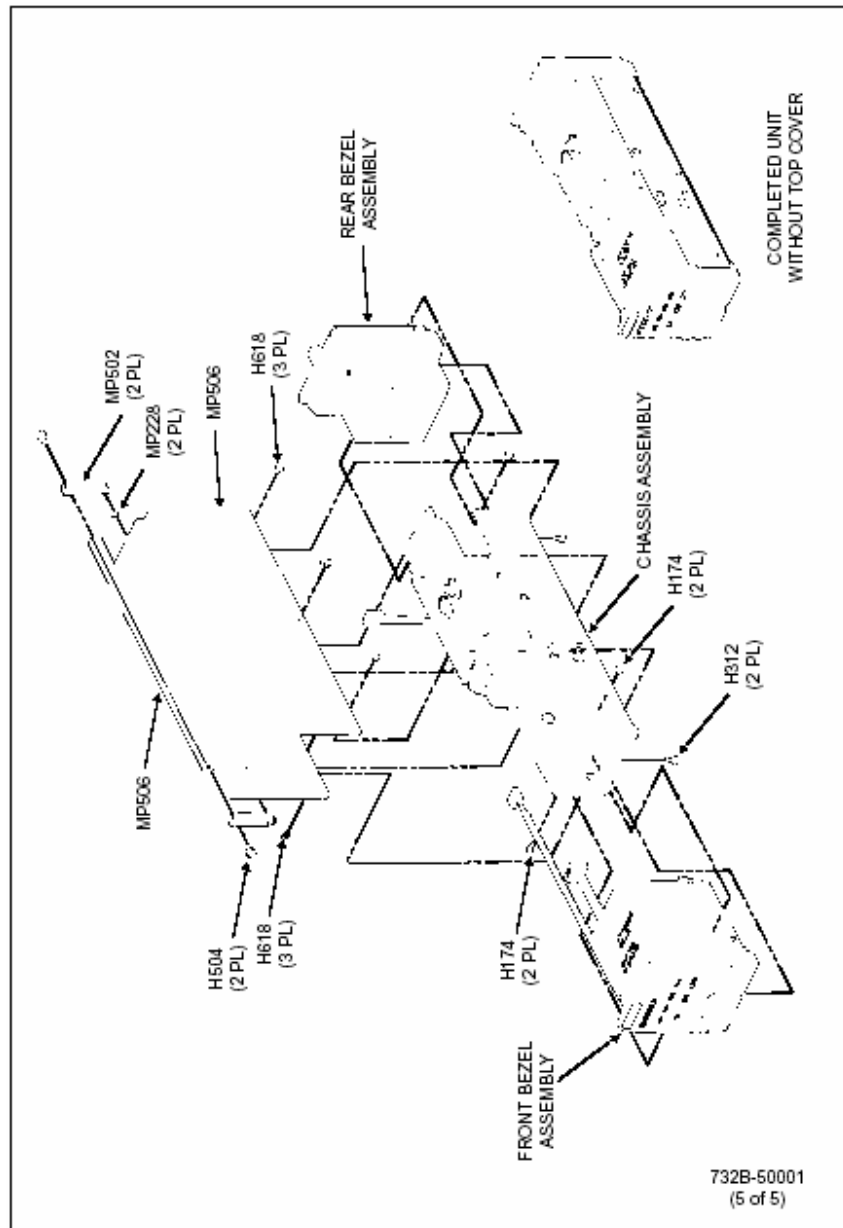 MP502
(2 PL)
MP228
(2 PL)
MP506
H618
(3 PL)
REAR BEZEL
ASSEMBLY
COMPLETED UNIT
WITHOUT TOP COVER
MP506
H504
(2 PL)
H618
(3 PL)
H174
(2 PL)
CHASSIS ASSEMBLY
H174
(2 PL)
H312
(2 PL)
FRONT BEZEL
ASSEMBLY
732B-50001
(5 of 5)